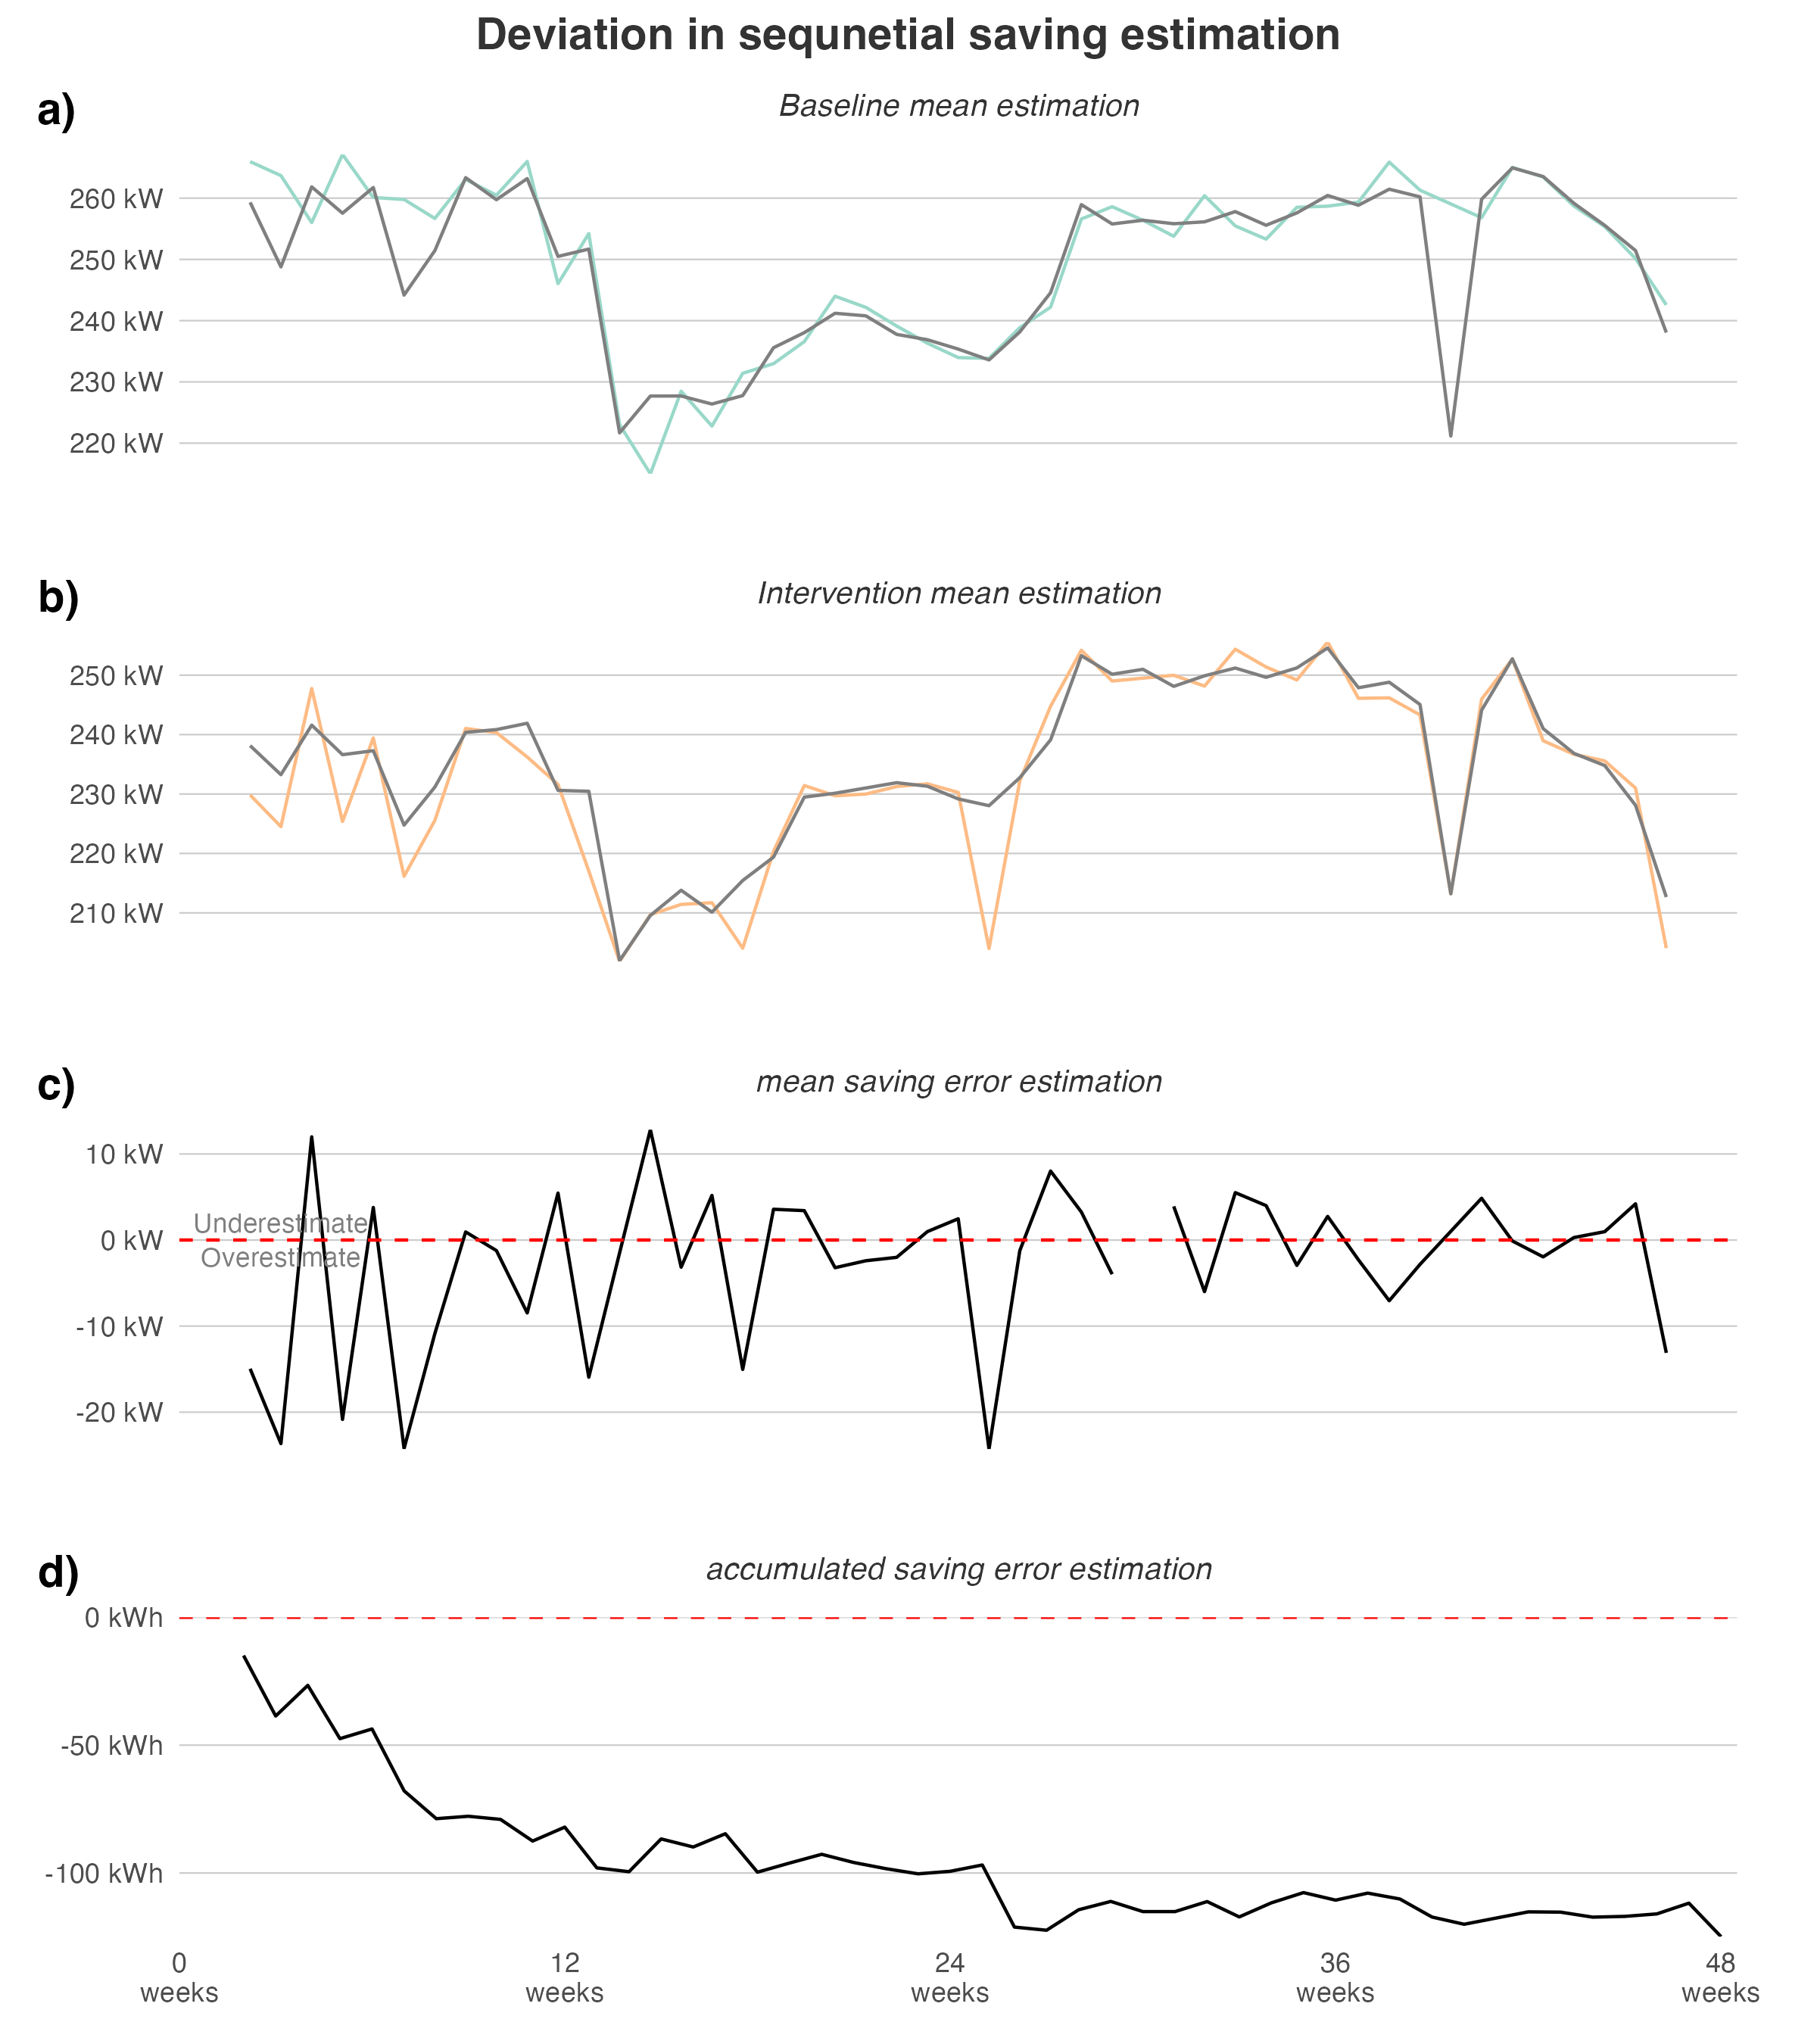 Deviation in sequnetial saving estimation
a)
Baseline mean estimation
260 kW
250 kW
240 kW
230 kW
220 kW
b)
Intervention mean estimation
250 kW
240 kW
230 kW
220 kW
210 kW
c)
mean saving error estimation
10 kW
Underestimate
0 kW
Overestimate
-10 kW
-20 kW
d)
accumulated saving error estimation
0 kWh
-50 kWh
-100 kWh
0 12 24 36 48
weeks weeks weeks weeks weeks